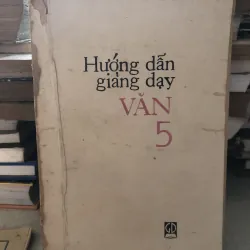 Hướng dẫn
giảng dạy
VĂN
5